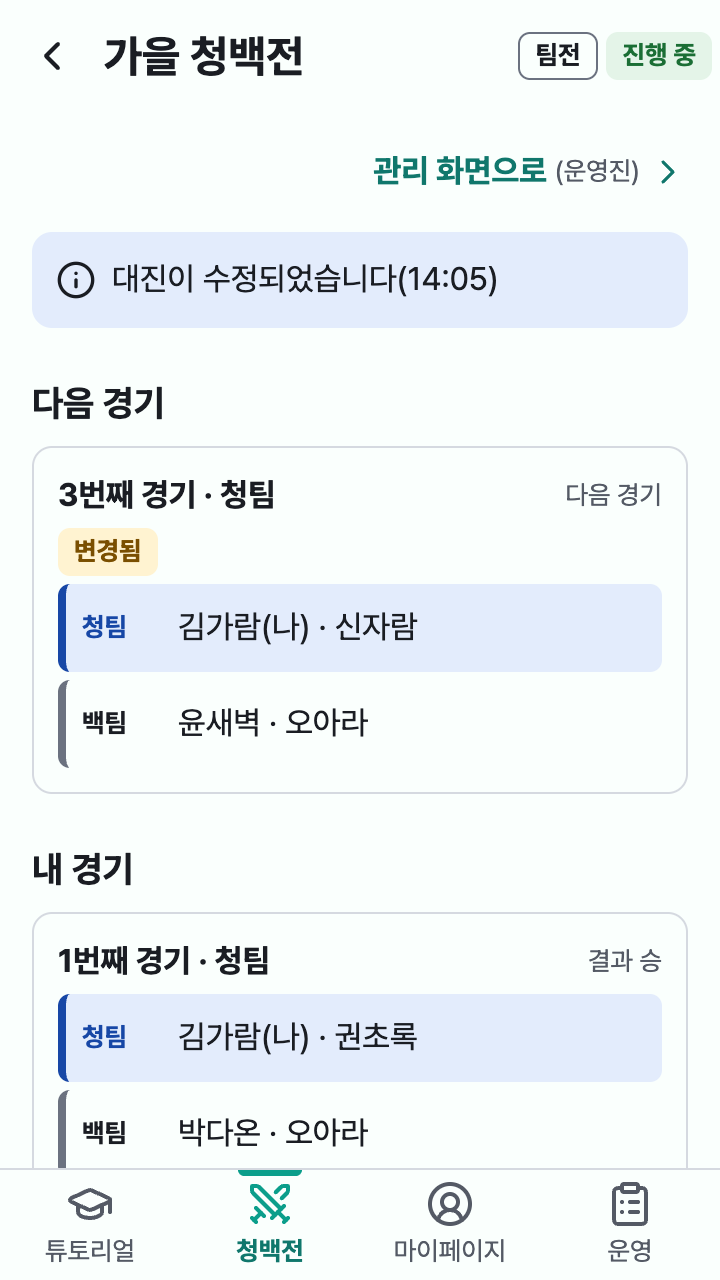 가을 청백전 팀전 진행 중
관리 화면으로 (운영진)
대진이 수정되었습니다(14:05)
다음 경기
3번째 경기 · 청팀 다음 경기
변경됨
청팀 김가람(나) · 신자람
백팀 윤새벽 · 오아라
내 경기
1번째 경기 · 청팀 결과 승
청팀 김가람(나) · 권초록
백팀 박다온 · 오아라
튜토리얼 청백전 마이페이지 운영